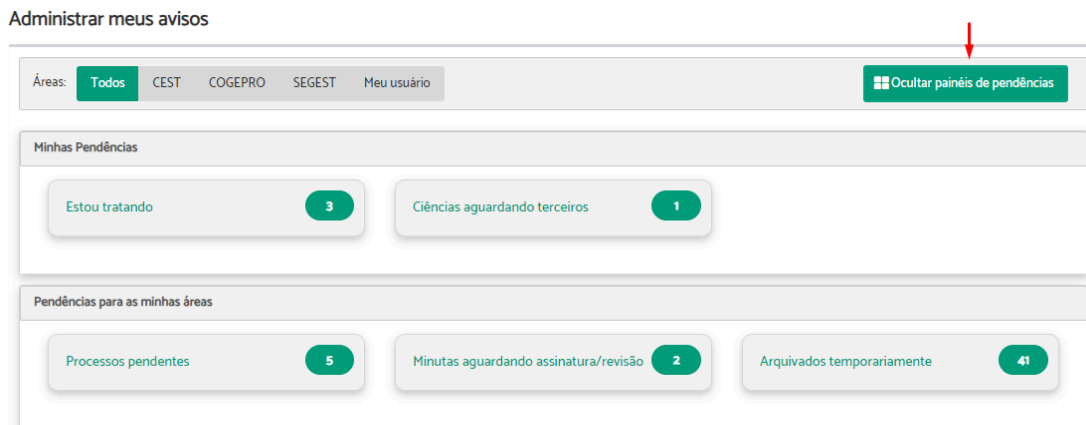 Administrar meus avisos
Áreas: Todos CEST COGEPRO SEGEST Meu usuário Ocultar painéis de pendências
Minhas Pendências
Estou tratando 3 Ciências aguardando terceiros 1
Pendências para as minhas áreas
Processos pendentes 5 Minutas aguardando assinatura/revisão 2 Arquivados temporariamente 41